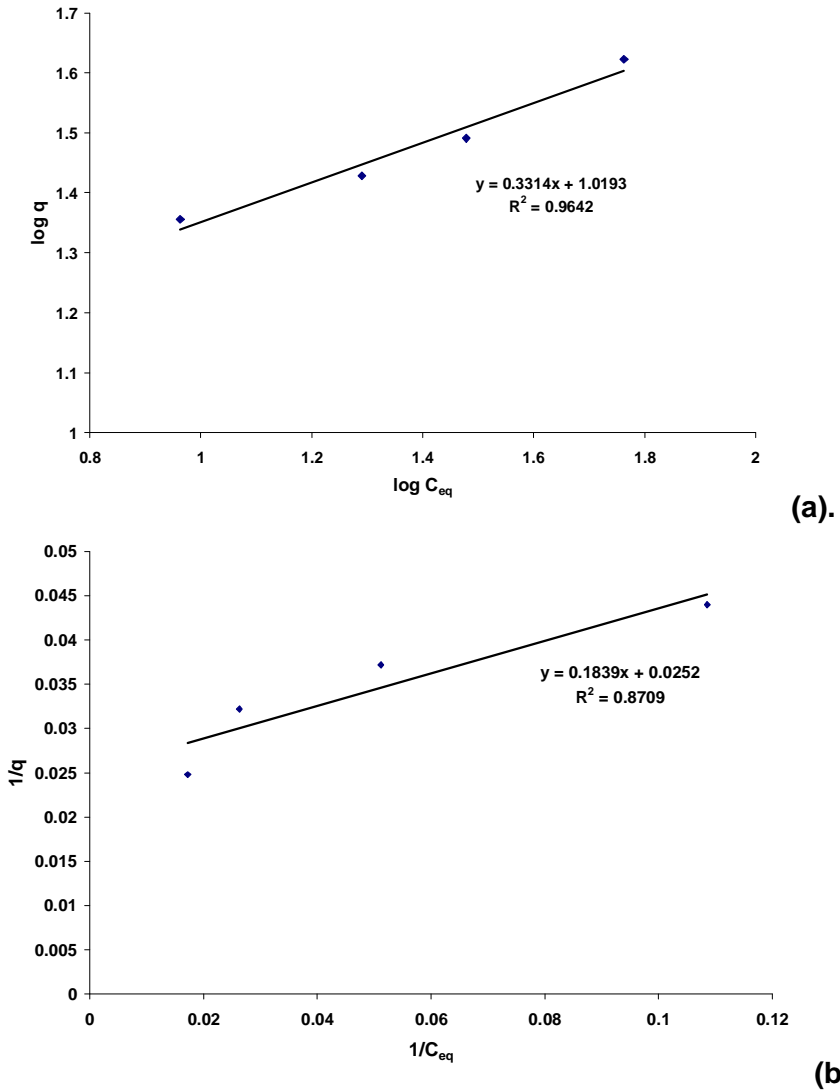 1.7
1.6
1.5
1.4
1.3
1.2
1.1
1
log q
y = 0.3314x + 1.0193
R² = 0.9642
0.8 1 1.2 1.4 1.6 1.8 2
log Ceq
(a).
0.05
0.045
0.04
0.035
0.03
0.025
0.02
0.015
0.01
0.005
0
1/q
y = 0.1839x + 0.0252
R² = 0.8709
0 0.02 0.04 0.06 0.08 0.1 0.12
1/Ceq
(b